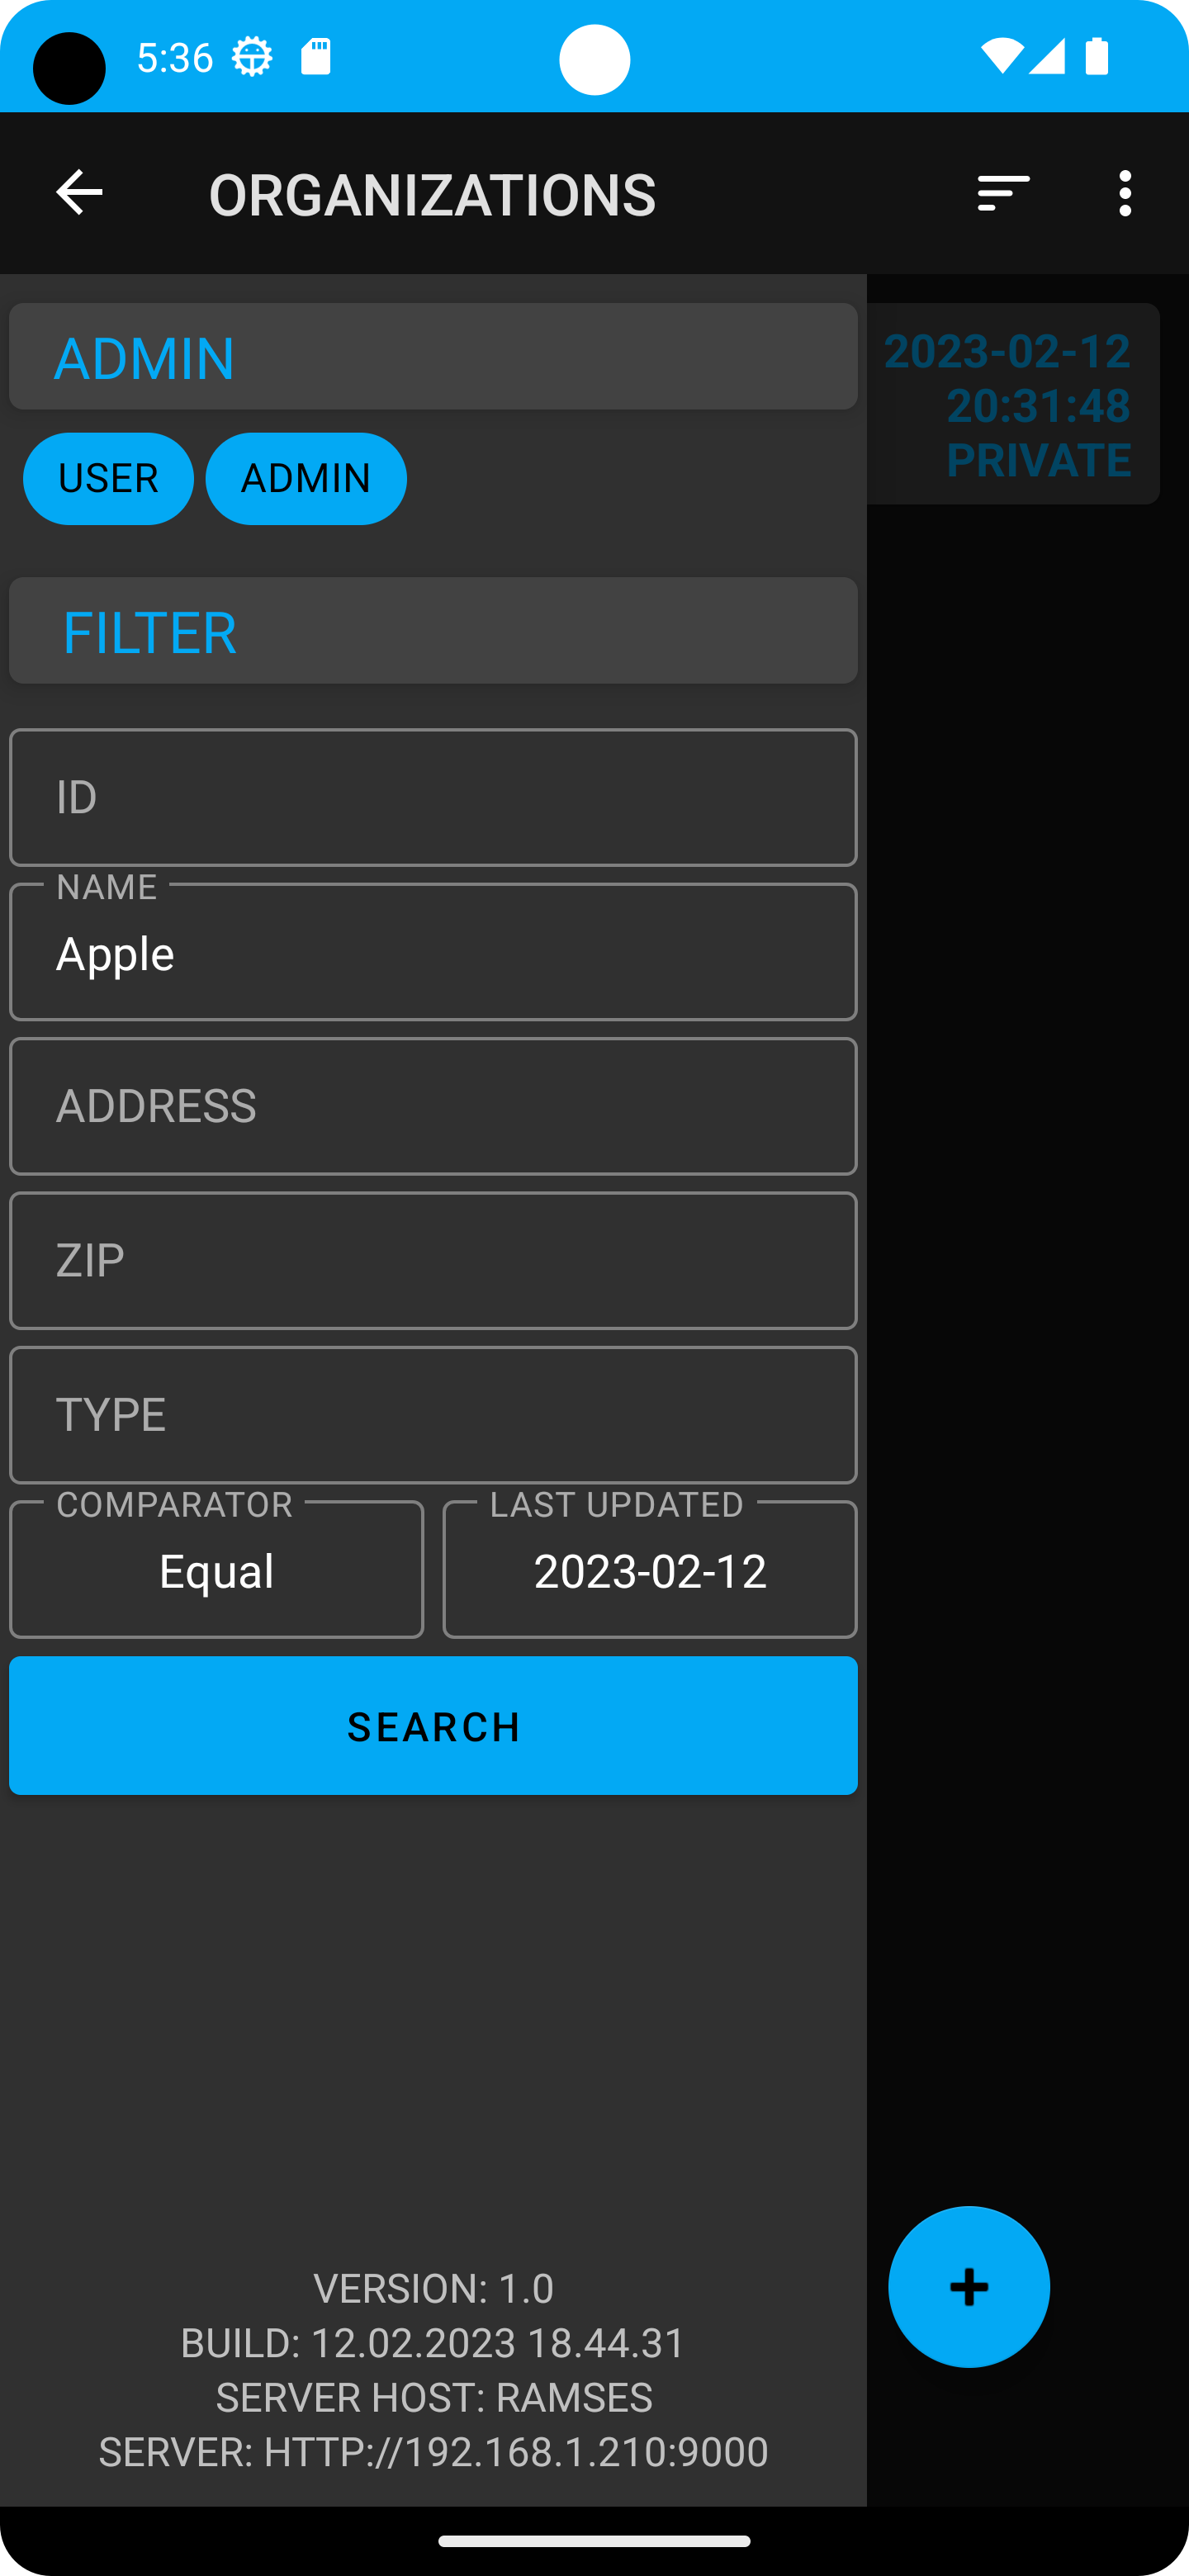 5:36
ORGANIZATIONS
ADMIN
2023-02-12
20:31:48
PRIVATE
USER ADMIN
FILTER
ID
NAME
Apple
ADDRESS
ZIP
TYPE
COMPARATOR LAST UPDATED
Equal 2023-02-12
SEARCH
VERSION: 1.0
BUILD: 12.02.2023 18.44.31
SERVER HOST: RAMSES
SERVER: HTTP://192.168.1.210:9000